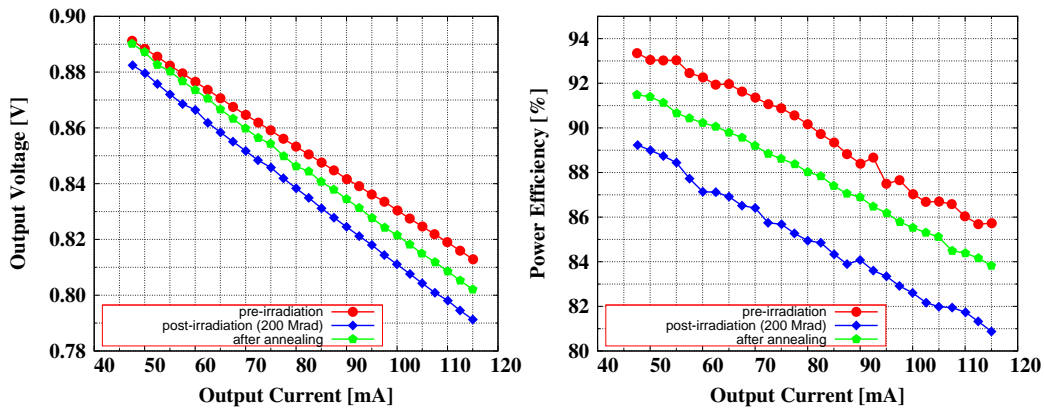 0.90
0.88
0.86
0.84
0.82
0.80
0.78
Output Voltage [V]
pre-irradiation
post-irradiation (200 Mrad)
after annealing
50 60 70 80 90 100 110 120
Output Current [mA]
94
92
90
88
86
84
82
80
Power Efficiency [%]
pre-irradiation
post-irradiation (200 Mrad)
after annealing
40 50 60 70 80 90 100 110 120
Output Current [mA]